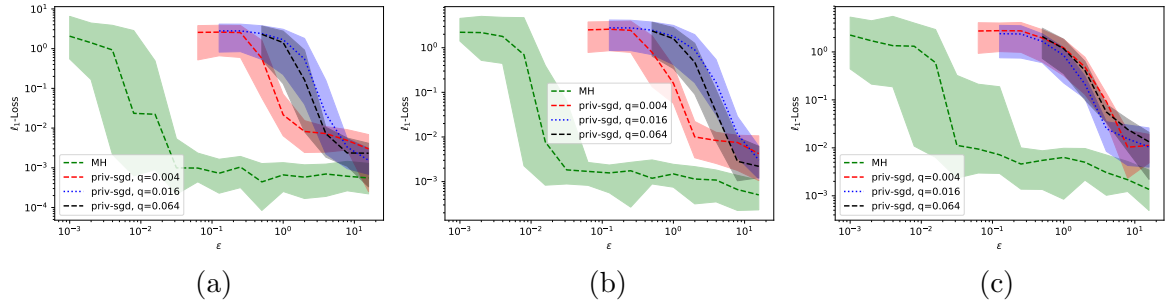 10¹
10⁰
10⁻¹
10⁻²
10⁻³
10⁻⁴
ℓ₁-Loss
MH
priv-sgd, q=0.004
priv-sgd, q=0.016
priv-sgd, q=0.064
10⁻³ 10⁻² 10⁻¹ 10⁰ 10¹
ε
(a)
10⁰
10⁻¹
10⁻²
10⁻³
ℓ₁-Loss
MH
priv-sgd, q=0.004
priv-sgd, q=0.016
priv-sgd, q=0.064
10⁻³ 10⁻² 10⁻¹ 10⁰ 10¹
ε
(b)
10⁰
10⁻¹
10⁻²
10⁻³
ℓ₁-Loss
MH
priv-sgd, q=0.004
priv-sgd, q=0.016
priv-sgd, q=0.064
10⁻³ 10⁻² 10⁻¹ 10⁰ 10¹
ε
(c)